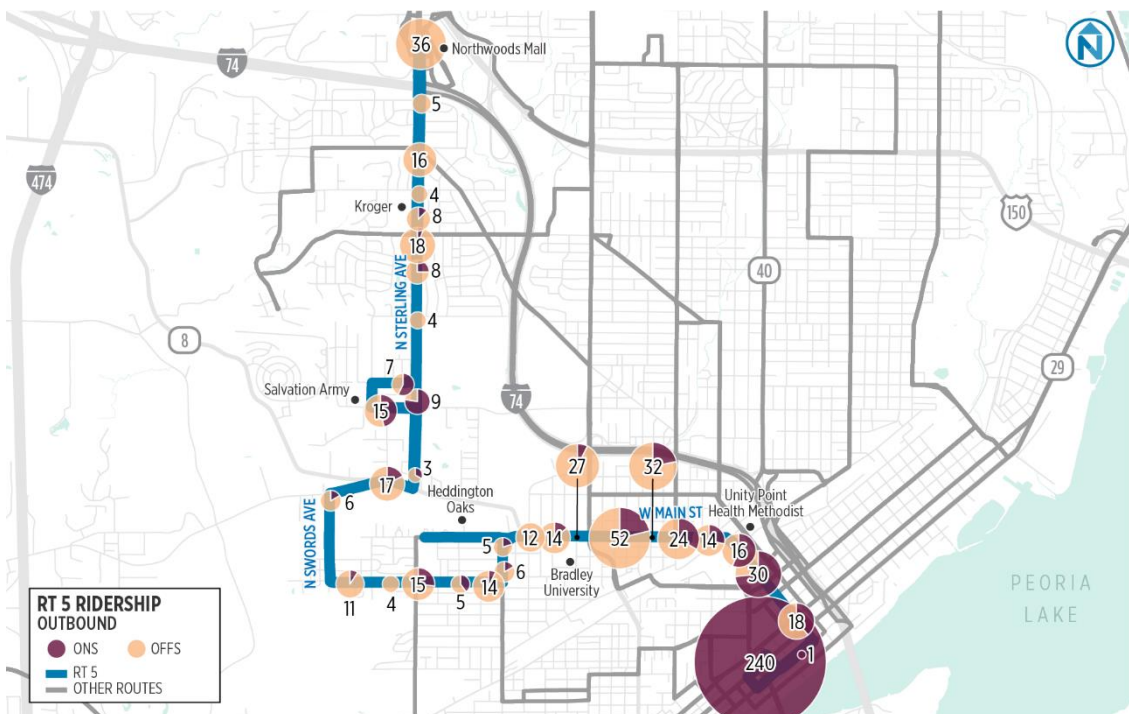 N
36
Northwoods Mall
74
5
16
474
4
Kroger
8
150
18
8
N STERLING AVE
40
4
29
8
7
74
Salvation Army
9
15
27
32
3
17
Heddington
Oaks
Unity Point
Health Methodist
6
W MAIN ST
N SWORDS AVE
12
14
52
24
14
16
5
Bradley
University
30
6
11
4
15
5
14
PEORIA
LAKE
18
1
240
RT 5 RIDERSHIP
OUTBOUND
ONS
OFFS
RT 5
OTHER ROUTES